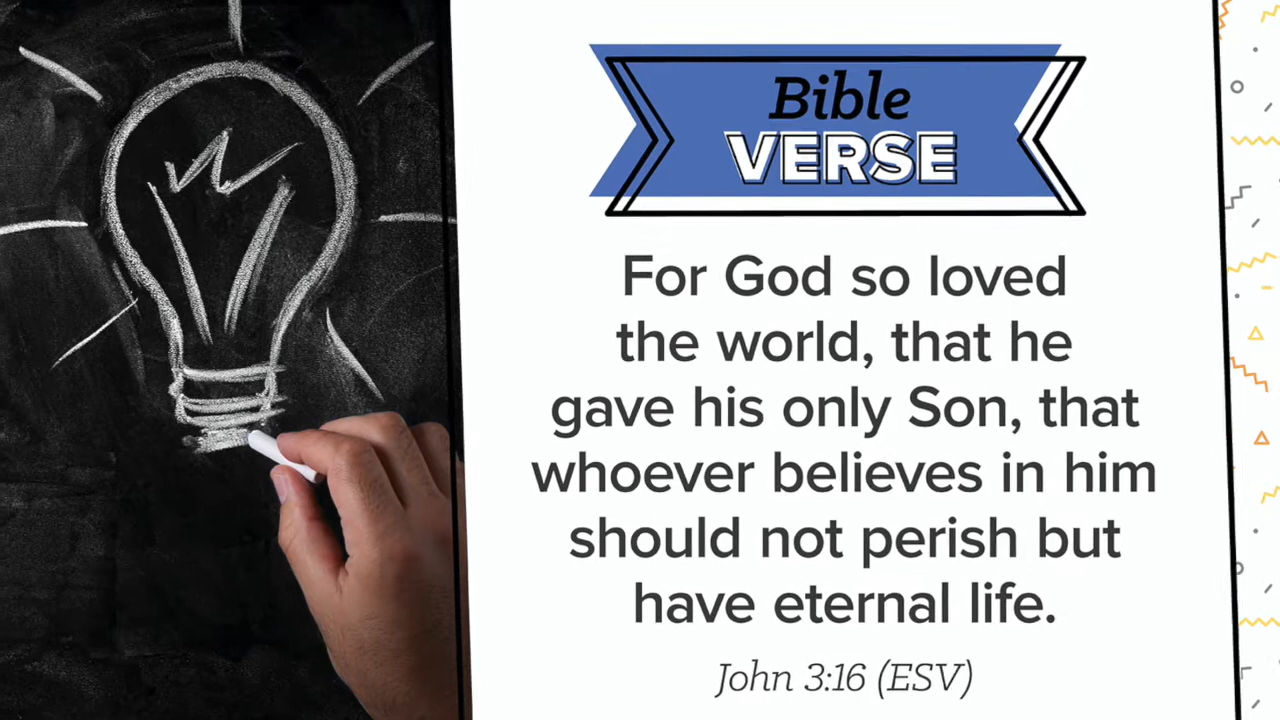 Bible
VERSE
For God so loved
the world, that he
gave his only Son, that
whoever believes in him
should not perish but
have eternal life.
John 3:16 (ESV)